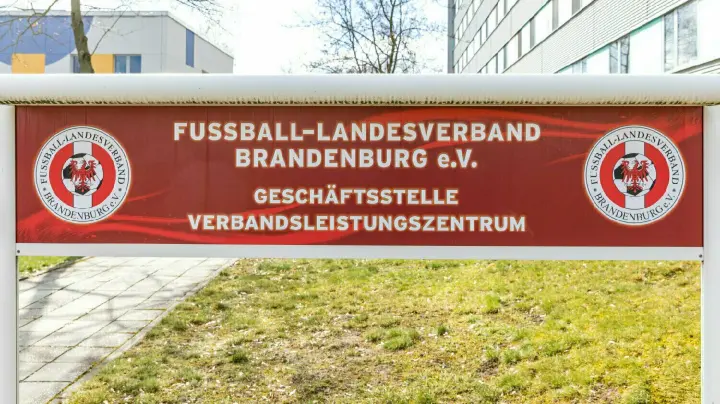 FUSSBALL-LANDESVERBAND
BRANDENBURG e.V.
GESCHÄFTSSTELLE
VERBANDSLEISTUNGSZENTRUM
FUSSBALL-LANDESVERBAND
• BRANDENBURG e.V. •
FUSSBALL-LANDESVERBAND
• BRANDENBURG e.V. •